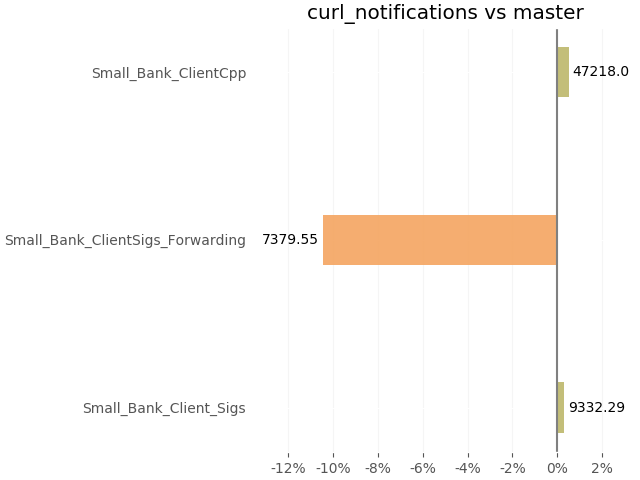 curl_notifications vs master
Small_Bank_ClientCpp
47218.0
Small_Bank_ClientSigs_Forwarding
7379.55
Small_Bank_Client_Sigs
9332.29
-12% -10% -8% -6% -4% -2% 0% 2%